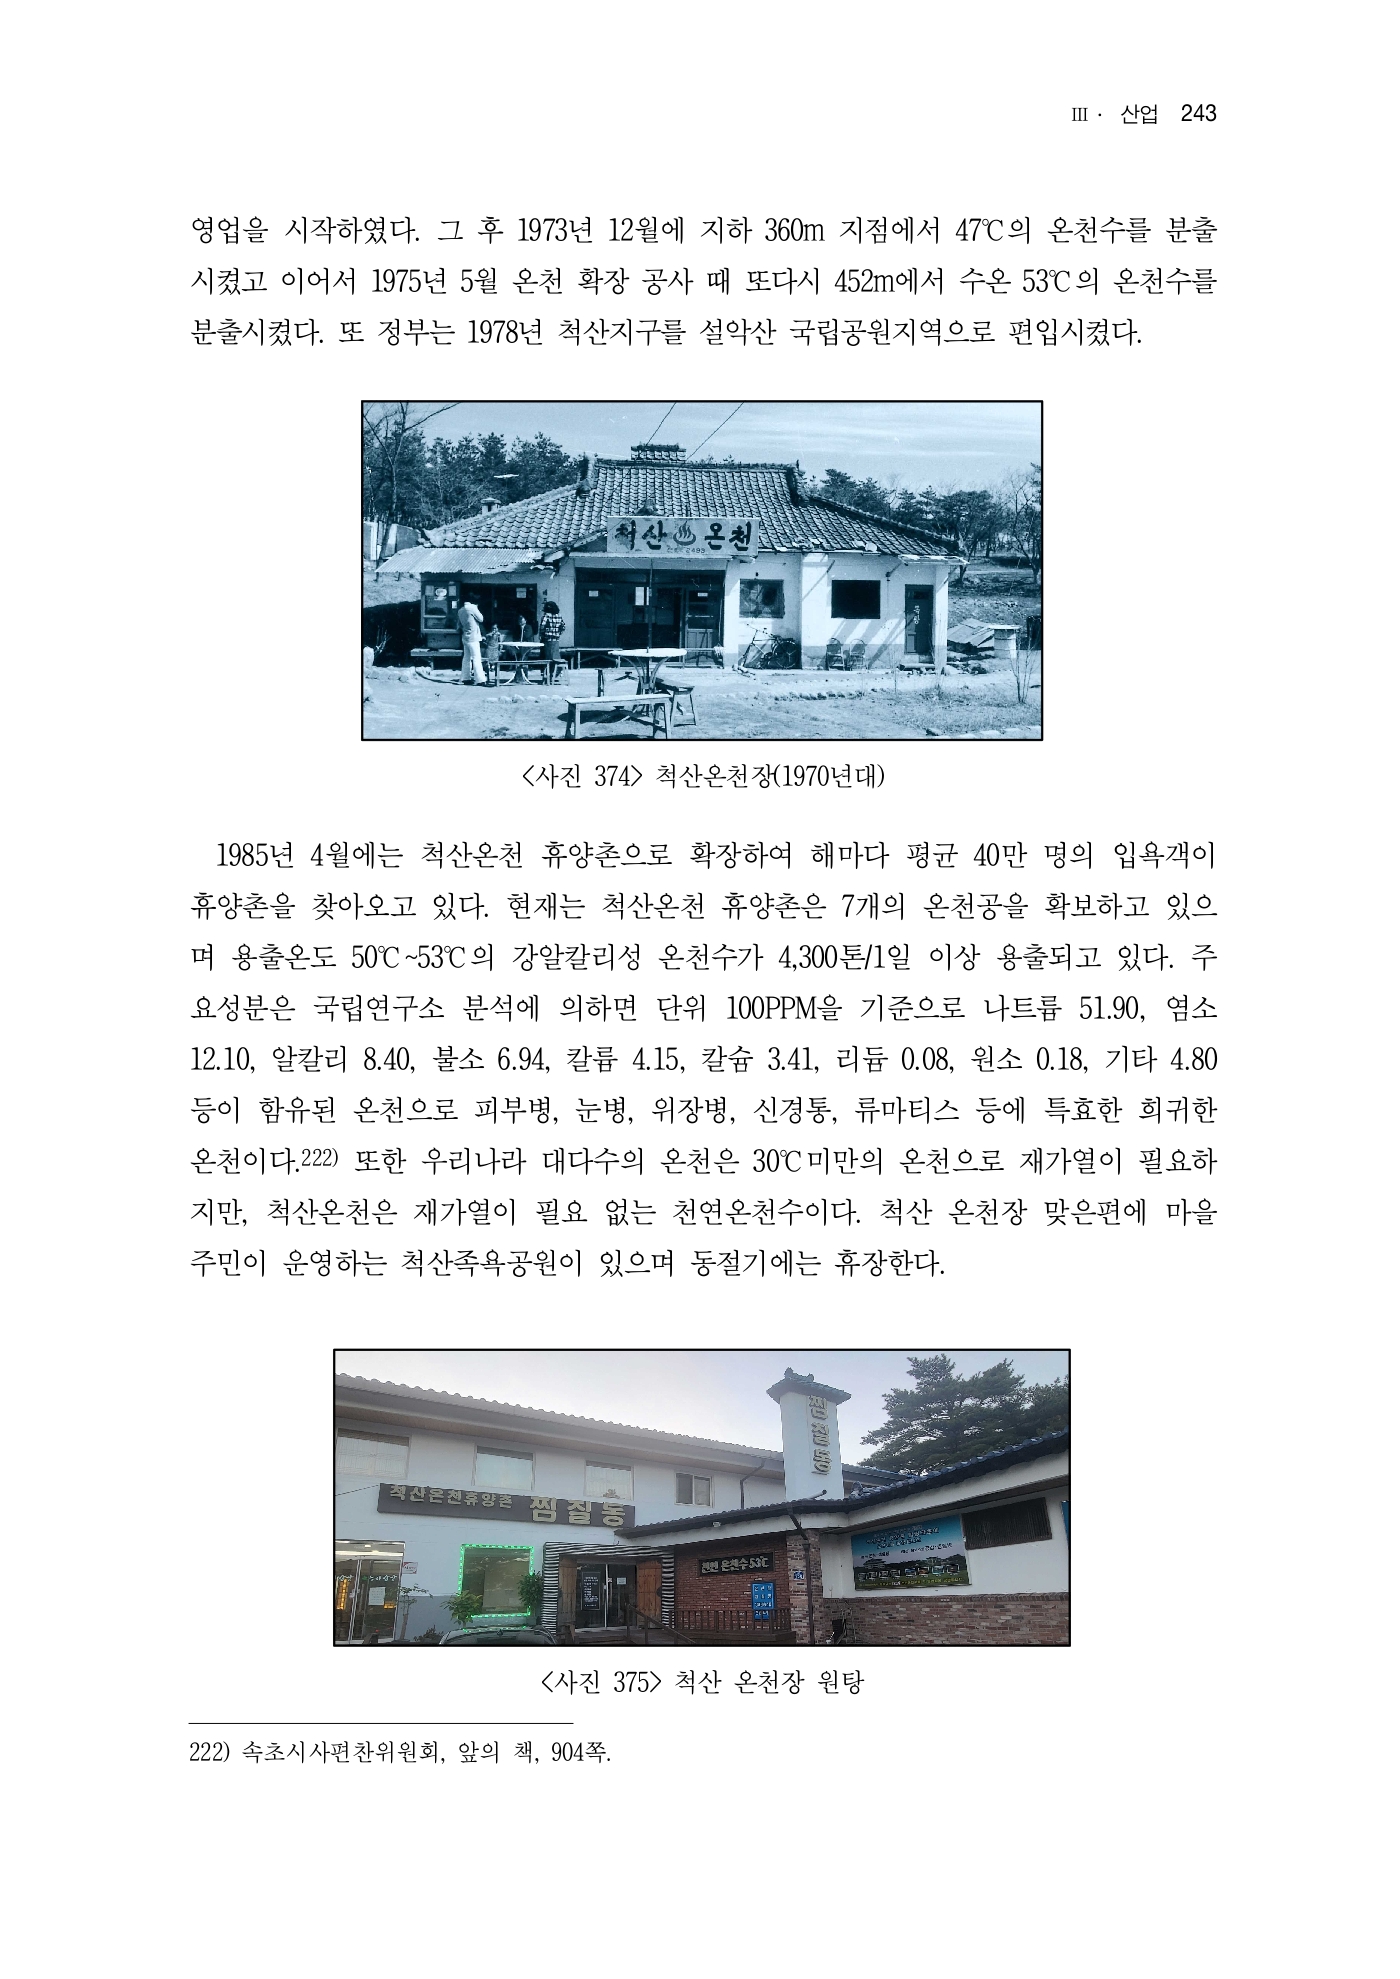 Ⅲ · 산업 243
영업을 시작하였다. 그 후 1973년 12월에 지하 360m 지점에서 47℃의 온천수를 분출
시켰고 이어서 1975년 5월 온천 확장 공사 때 또다시 452m에서 수온 53℃의 온천수를
분출시켰다. 또 정부는 1978년 척산지구를 설악산 국립공원지역으로 편입시켰다.
척산 온천
<사진 374> 척산온천장(1970년대)
1985년 4월에는 척산온천 휴양촌으로 확장하여 해마다 평균 40만 명의 입욕객이
휴양촌을 찾아오고 있다. 현재는 척산온천 휴양촌은 7개의 온천공을 확보하고 있으
며 용출온도 50℃~53℃의 강알칼리성 온천수가 4,300톤/1일 이상 용출되고 있다. 주
요성분은 국립연구소 분석에 의하면 단위 100PPM을 기준으로 나트륨 51.90, 염소
12.10, 알칼리 8.40, 불소 6.94, 칼륨 4.15, 칼슘 3.41, 리듐 0.08, 원소 0.18, 기타 4.80
등이 함유된 온천으로 피부병, 눈병, 위장병, 신경통, 류마티스 등에 특효한 희귀한
온천이다.222) 또한 우리나라 대다수의 온천은 30℃미만의 온천으로 재가열이 필요하
지만, 척산온천은 재가열이 필요 없는 천연온천수이다. 척산 온천장 맞은편에 마을
주민이 운영하는 척산족욕공원이 있으며 동절기에는 휴장한다.
찜질동
척산온천휴양촌 찜질동
천연 온천수 53℃
<사진 375> 척산 온천장 원탕
222) 속초시사편찬위원회, 앞의 책, 904쪽.